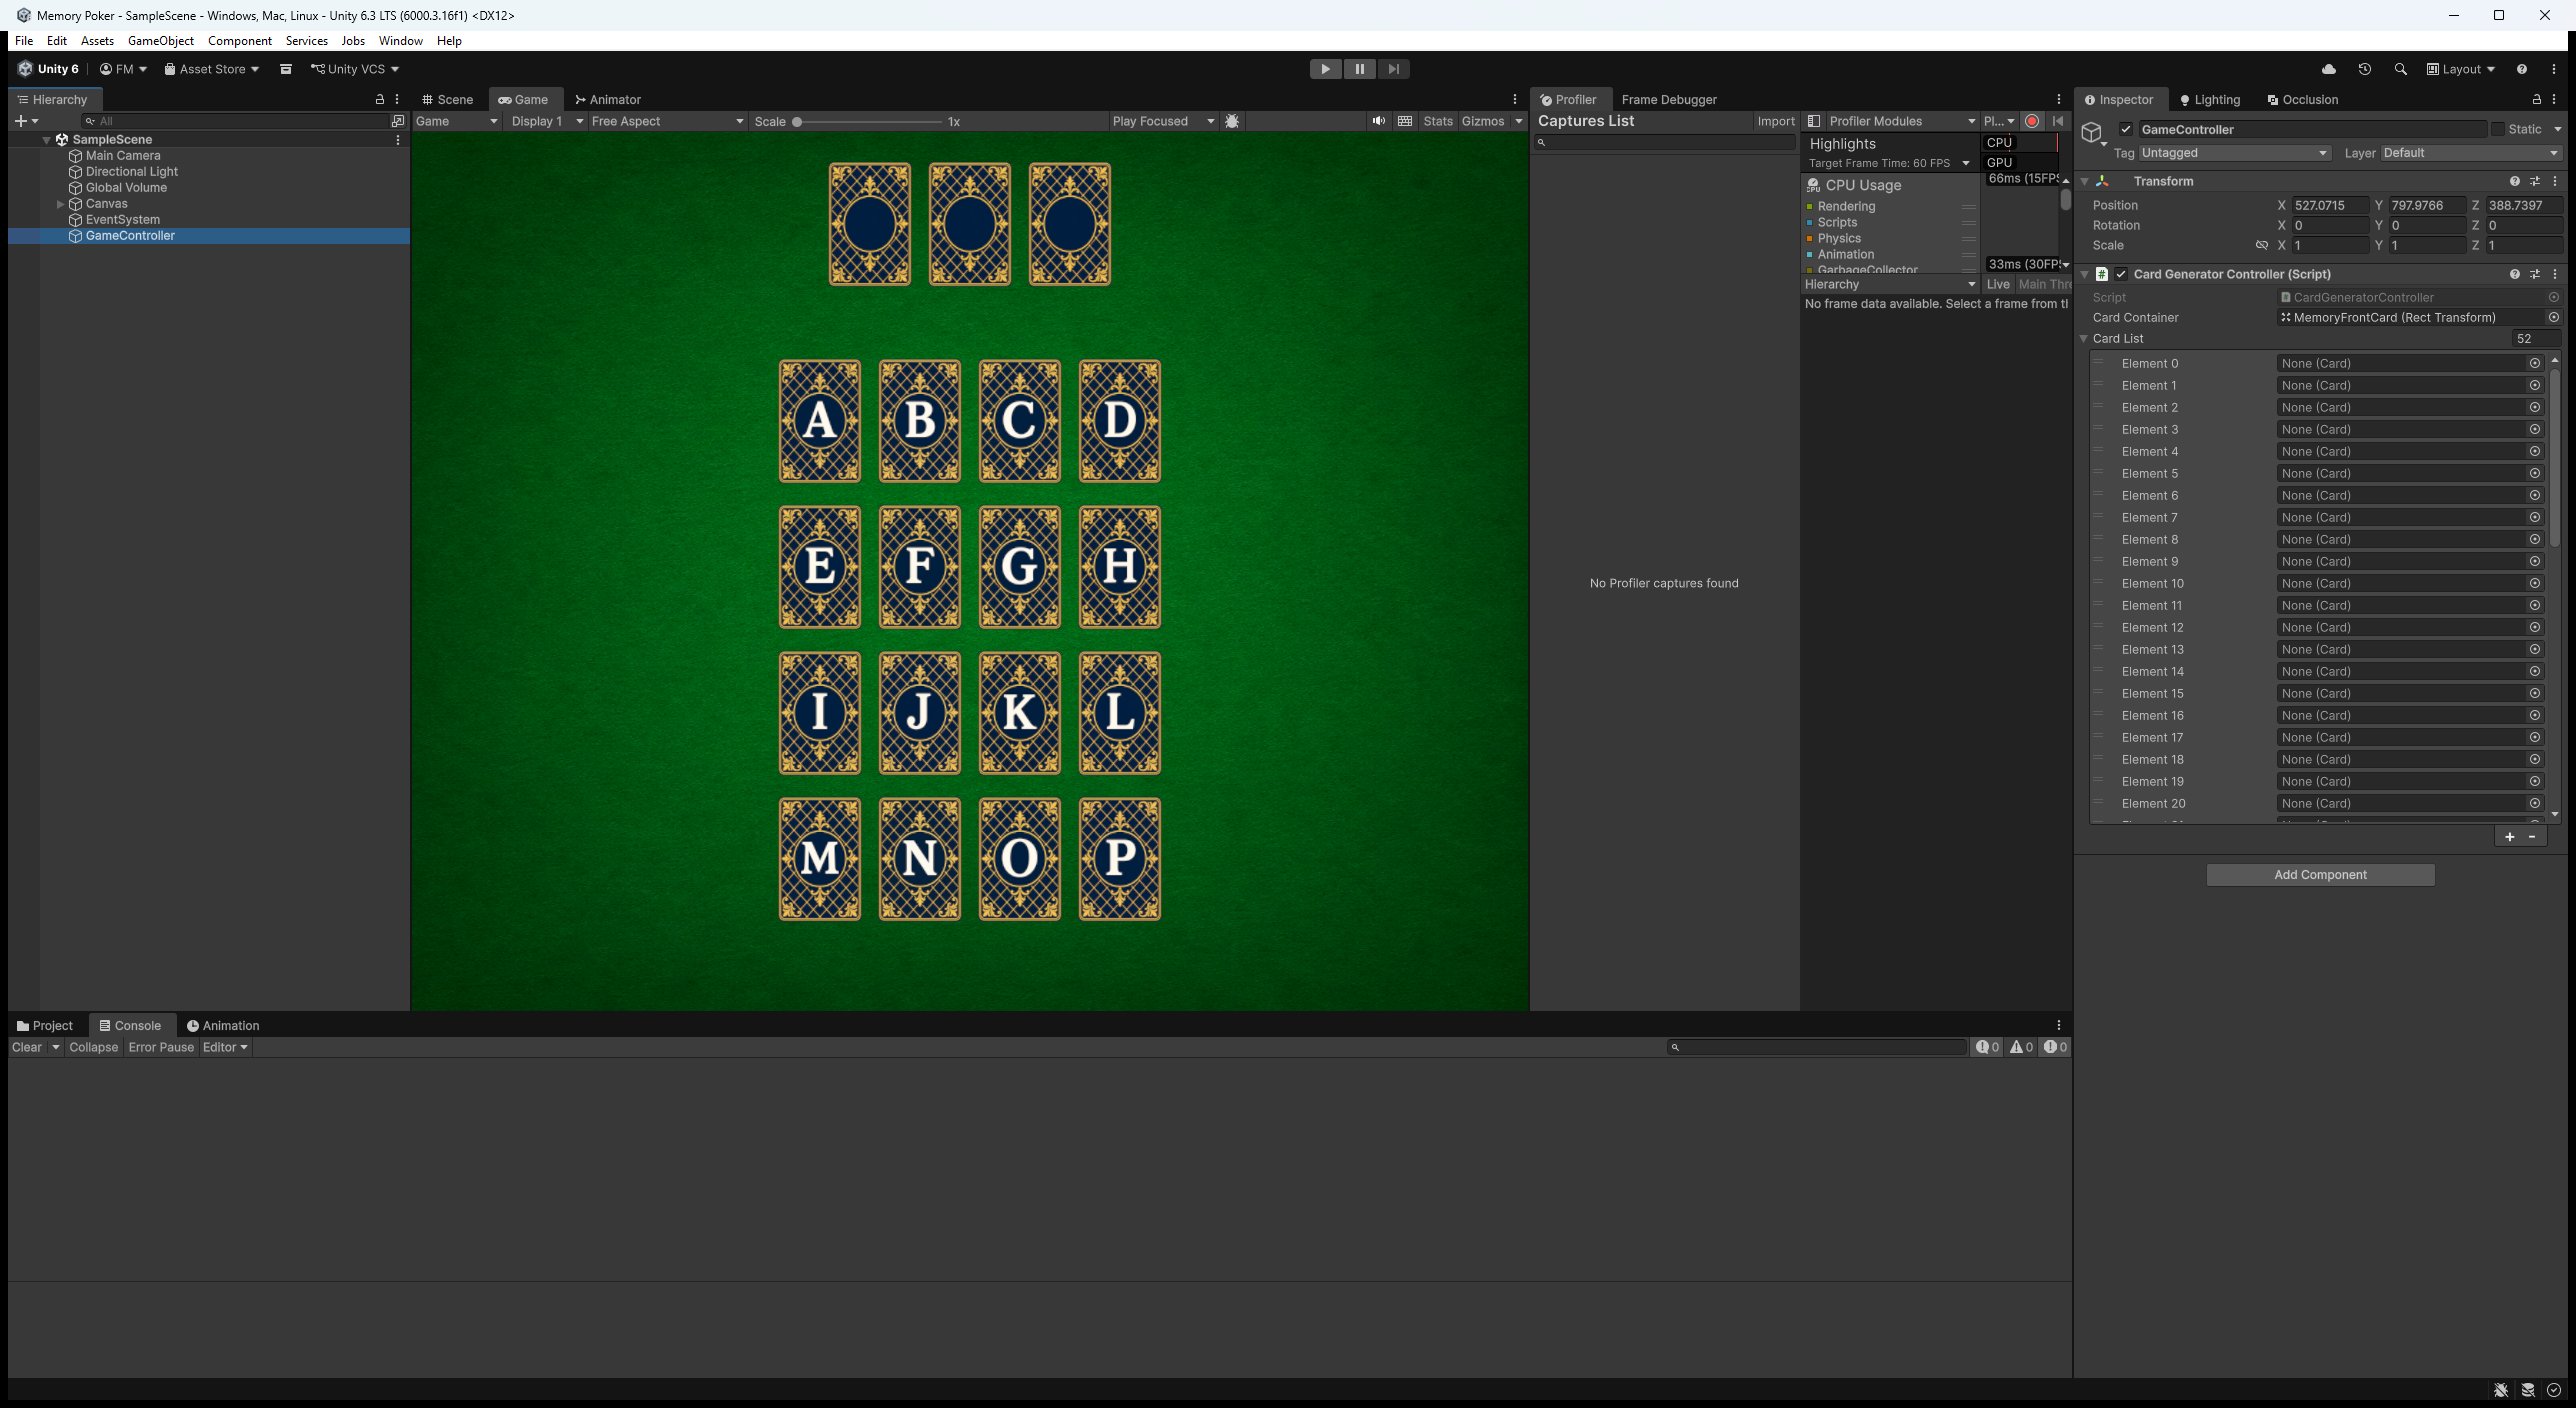 Memory Poker - SampleScene - Windows, Mac, Linux - Unity 6.3 LTS (6000.3.16f1) <DX12>
File Edit Assets GameObject Component Services Jobs Window Help
Unity 6 FM Asset Store Unity VCS Layout
Hierarchy
All
SampleScene
Main Camera
Directional Light
Global Volume
Canvas
EventSystem
GameController
Scene Game Animator
Game Display 1 Free Aspect Scale 1x Play Focused Stats Gizmos
A B C D
E F G H
I J K L
M N O P
Profiler Frame Debugger
Captures List Import
No Profiler captures found
Profiler Modules Pl...
Highlights CPU
Target Frame Time: 60 FPS GPU
CPU Usage 66ms (15FPS
Rendering
Scripts
Physics
Animation 33ms (30FPS
GarbageCollector
Hierarchy Live Main Thre
No frame data available. Select a frame from tl
Inspector Lighting Occlusion
GameController Static
Tag Untagged Layer Default
Transform
Position X 527.0715 Y 797.9766 Z 388.7397
Rotation X 0 Y 0 Z 0
Scale X 1 Y 1 Z 1
# Card Generator Controller (Script)
Script CardGeneratorController
Card Container MemoryFrontCard (Rect Transform)
Card List 52
Element 0 None (Card)
Element 1 None (Card)
Element 2 None (Card)
Element 3 None (Card)
Element 4 None (Card)
Element 5 None (Card)
Element 6 None (Card)
Element 7 None (Card)
Element 8 None (Card)
Element 9 None (Card)
Element 10 None (Card)
Element 11 None (Card)
Element 12 None (Card)
Element 13 None (Card)
Element 14 None (Card)
Element 15 None (Card)
Element 16 None (Card)
Element 17 None (Card)
Element 18 None (Card)
Element 19 None (Card)
Element 20 None (Card)
+ -
Add Component
Project Console Animation
Clear Collapse Error Pause Editor 0 0 0